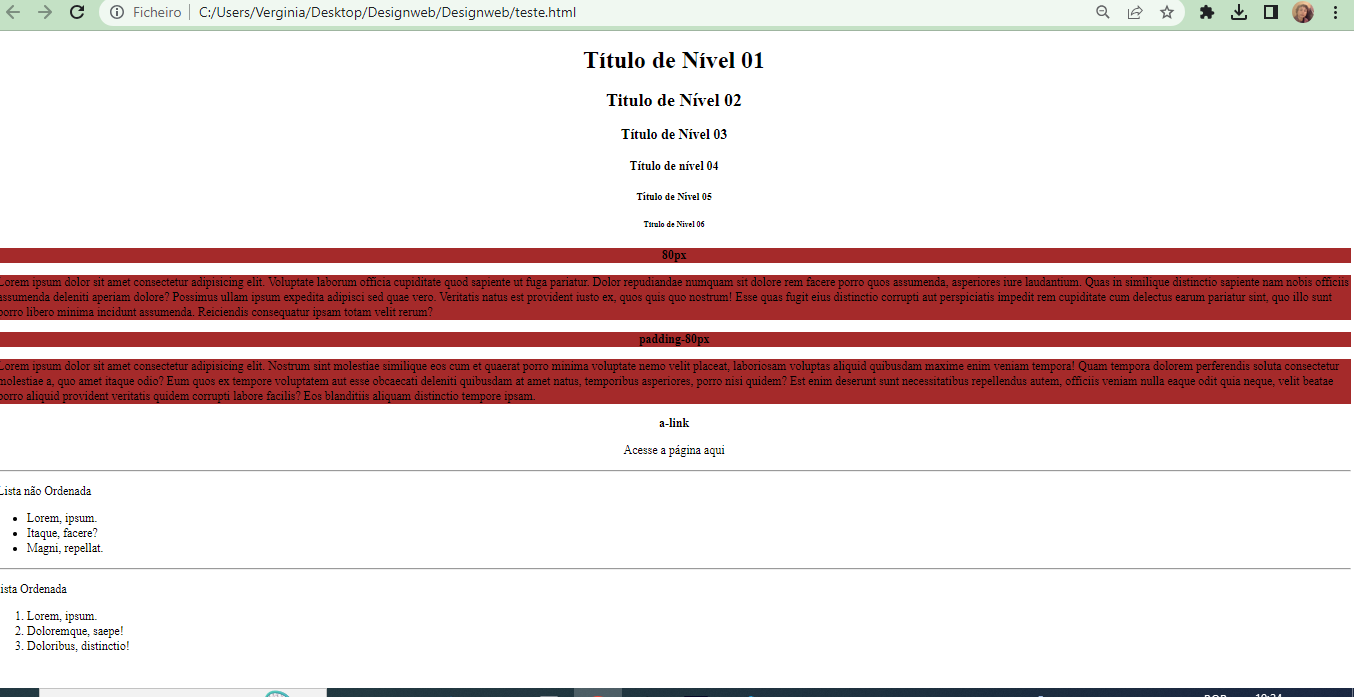 Ficheiro C:/Users/Verginia/Desktop/Designweb/Designweb/teste.html
Título de Nível 01
Titulo de Nível 02
Título de Nível 03
Título de nível 04
Título de Nível 05
Título de Nível 06
80px
Lorem ipsum dolor sit amet consectetur adipisicing elit. Voluptate laborum officia cupiditate quod sapiente ut fuga pariatur. Dolor repudiandae numquam sit dolore rem facere porro quos assumenda, asperiores iure laudantium. Quas in similique distinctio sapiente nam nobis officiis
assumenda deleniti aperiam dolore? Possimus ullam ipsum expedita adipisci sed quae vero. Veritatis natus est provident iusto ex, quos quis quo nostrum! Esse quas fugit eius distinctio corrupti aut perspiciatis impedit rem cupiditate cum delectus earum pariatur sint, quo illo sunt
porro libero minima incidunt assumenda. Reiciendis consequatur ipsam totam velit rerum?
padding-80px
Lorem ipsum dolor sit amet consectetur adipisicing elit. Nostrum sint molestiae similique eos cum et quaerat porro minima voluptate nemo velit placeat, laboriosam voluptas aliquid quibusdam maxime enim veniam tempora! Quam tempora dolorem perferendis soluta consectetur
molestiae a, quo amet itaque odio? Eum quos ex tempore voluptatem aut esse obcaecati deleniti quibusdam at amet natus, temporibus asperiores, porro nisi quidem? Est enim deserunt sunt necessitatibus repellendus autem, officiis veniam nulla eaque odit quia neque, velit beatae
porro aliquid provident veritatis quidem corrupti labore facilis? Eos blanditiis aliquam distinctio tempore ipsam.
a-link
Acesse a página aqui
Lista não Ordenada
Lorem, ipsum.
Itaque, facere?
Magni, repellat.
ista Ordenada
1. Lorem, ipsum.
2. Doloremque, saepe!
3. Doloribus, distinctio!